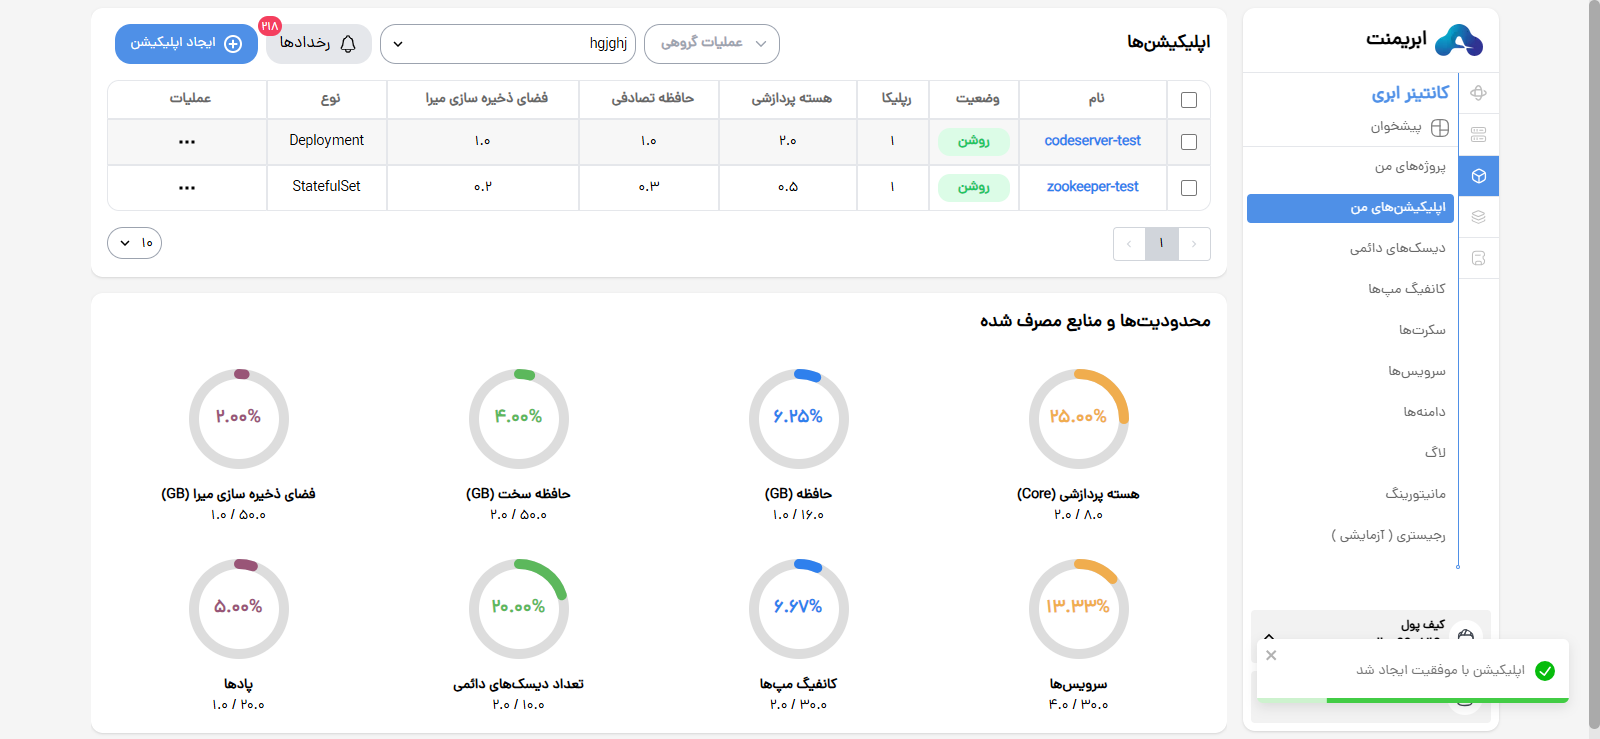 ابریمنت
کانتینر ابری
پیشخوان
پروژه‌های من
اپلیکیشن‌های من
دیسک‌های دائمی
کانفیگ مپ‌ها
سکرت‌ها
سرویس‌ها
دامنه‌ها
لاگ
مانیتورینگ
رجیستری ( آزمایشی )
کیف پول
اپلیکیشن با موفقیت ایجاد شد
اپلیکیشن‌ها
عملیات گروهی
hgjghj
رخدادها
۲۱۸
ایجاد اپلیکیشن
نام وضعیت رپلیکا هسته پردازشی حافظه تصادفی فضای ذخیره سازی میرا نوع عملیات
codeserver-test روشن ۱ ۲.۰ ۱.۰ ۱.۰ Deployment
zookeeper-test روشن ۱ ۰.۵ ۰.۳ ۰.۲ StatefulSet
۱
۱۰
محدودیت‌ها و منابع مصرف شده
۲۵.۰۰% ۶.۲۵% ۴.۰۰% ۲.۰۰%
هسته پردازشی (Core) حافظه (GB) حافظه سخت (GB) فضای ذخیره سازی میرا (GB)
۲.۰ / ۸.۰ ۱.۰ / ۱۶.۰ ۲.۰ / ۵۰.۰ ۱.۰ / ۵۰.۰
۱۳.۳۳% ۶.۶۷% ۲۰.۰۰% ۵.۰۰%
سرویس‌ها کانفیگ مپ‌ها تعداد دیسک‌های دائمی پادها
۴.۰ / ۳۰.۰ ۲.۰ / ۳۰.۰ ۲.۰ / ۱۰.۰ ۱.۰ / ۲۰.۰